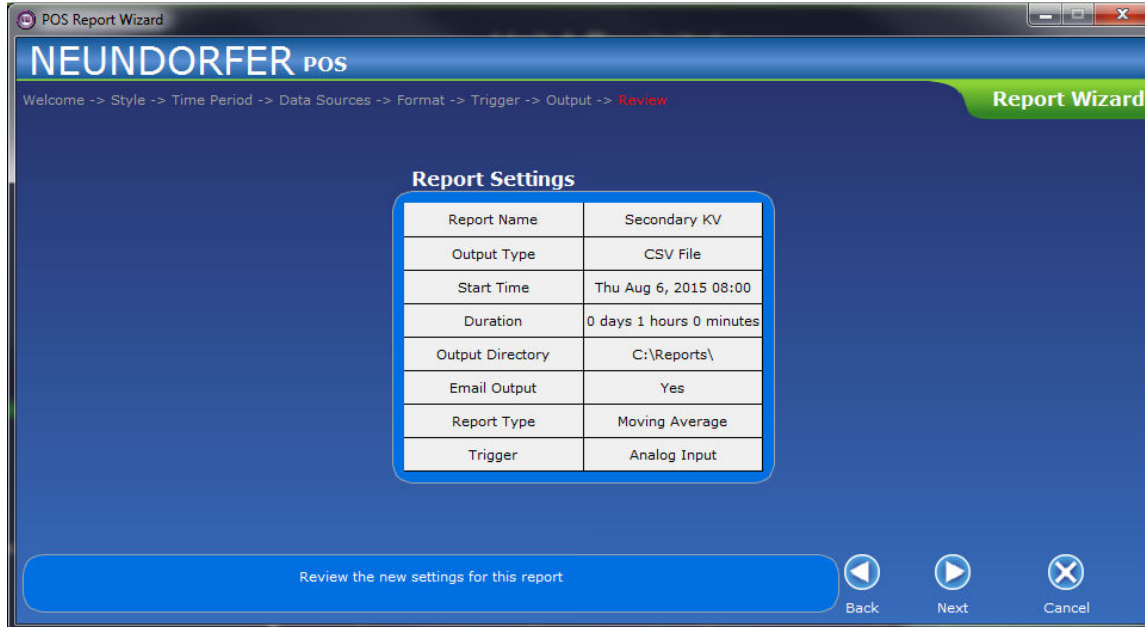 POS Report Wizard
NEUNDORFER POS
Welcome -> Style -> Time Period -> Data Sources -> Format -> Trigger -> Output -> Review
Report Wizard
Report Settings
Report Name Secondary KV
Output Type CSV File
Start Time Thu Aug 6, 2015 08:00
Duration 0 days 1 hours 0 minutes
Output Directory C:\Reports\
Email Output Yes
Report Type Moving Average
Trigger Analog Input
Review the new settings for this report
Back Next Cancel